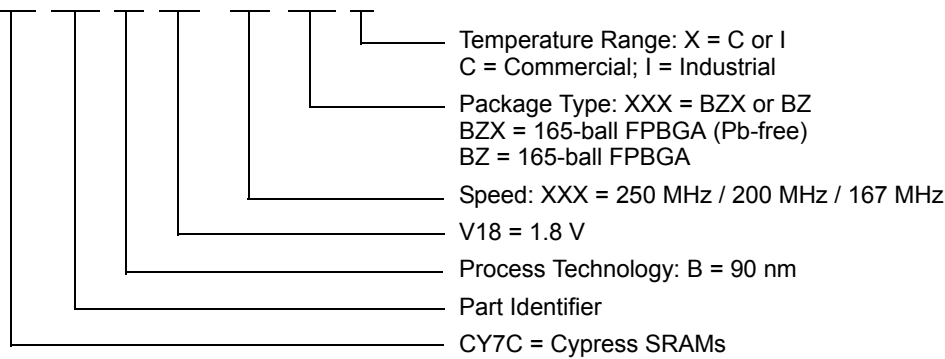 Temperature Range: X = C or I
C = Commercial; I = Industrial
Package Type: XXX = BZX or BZ
BZX = 165-ball FPBGA (Pb-free)
BZ = 165-ball FPBGA
Speed: XXX = 250 MHz / 200 MHz / 167 MHz
V18 = 1.8 V
Process Technology: B = 90 nm
Part Identifier
CY7C = Cypress SRAMs